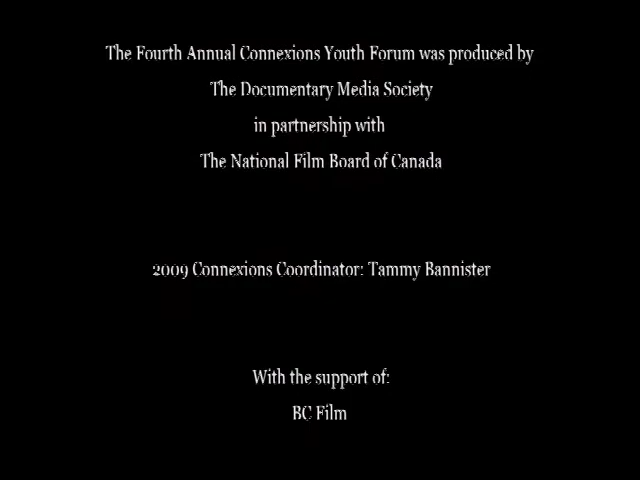 The Fourth Annual Connexions Youth Forum was produced by
The Documentary Media Society
in partnership with
The National Film Board of Canada
2009 Connexions Coordinator: Tammy Bannister
With the support of:
BC Film